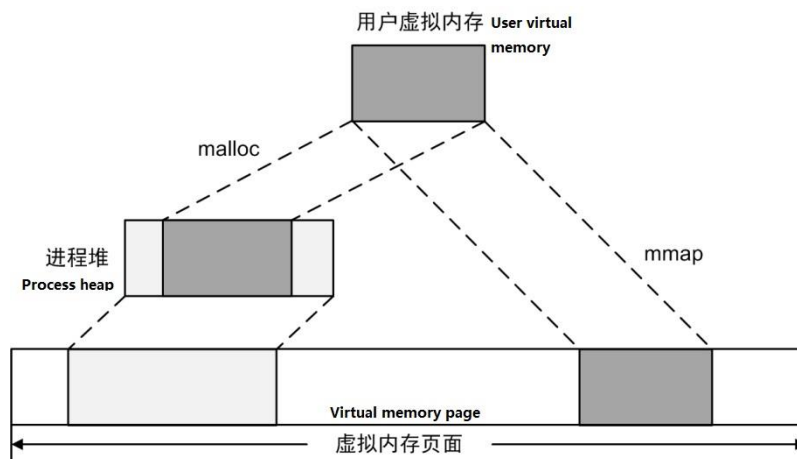 用户虚拟内存 User virtual
memory
malloc
进程堆
Process heap
mmap
Virtual memory page
虚拟内存页面